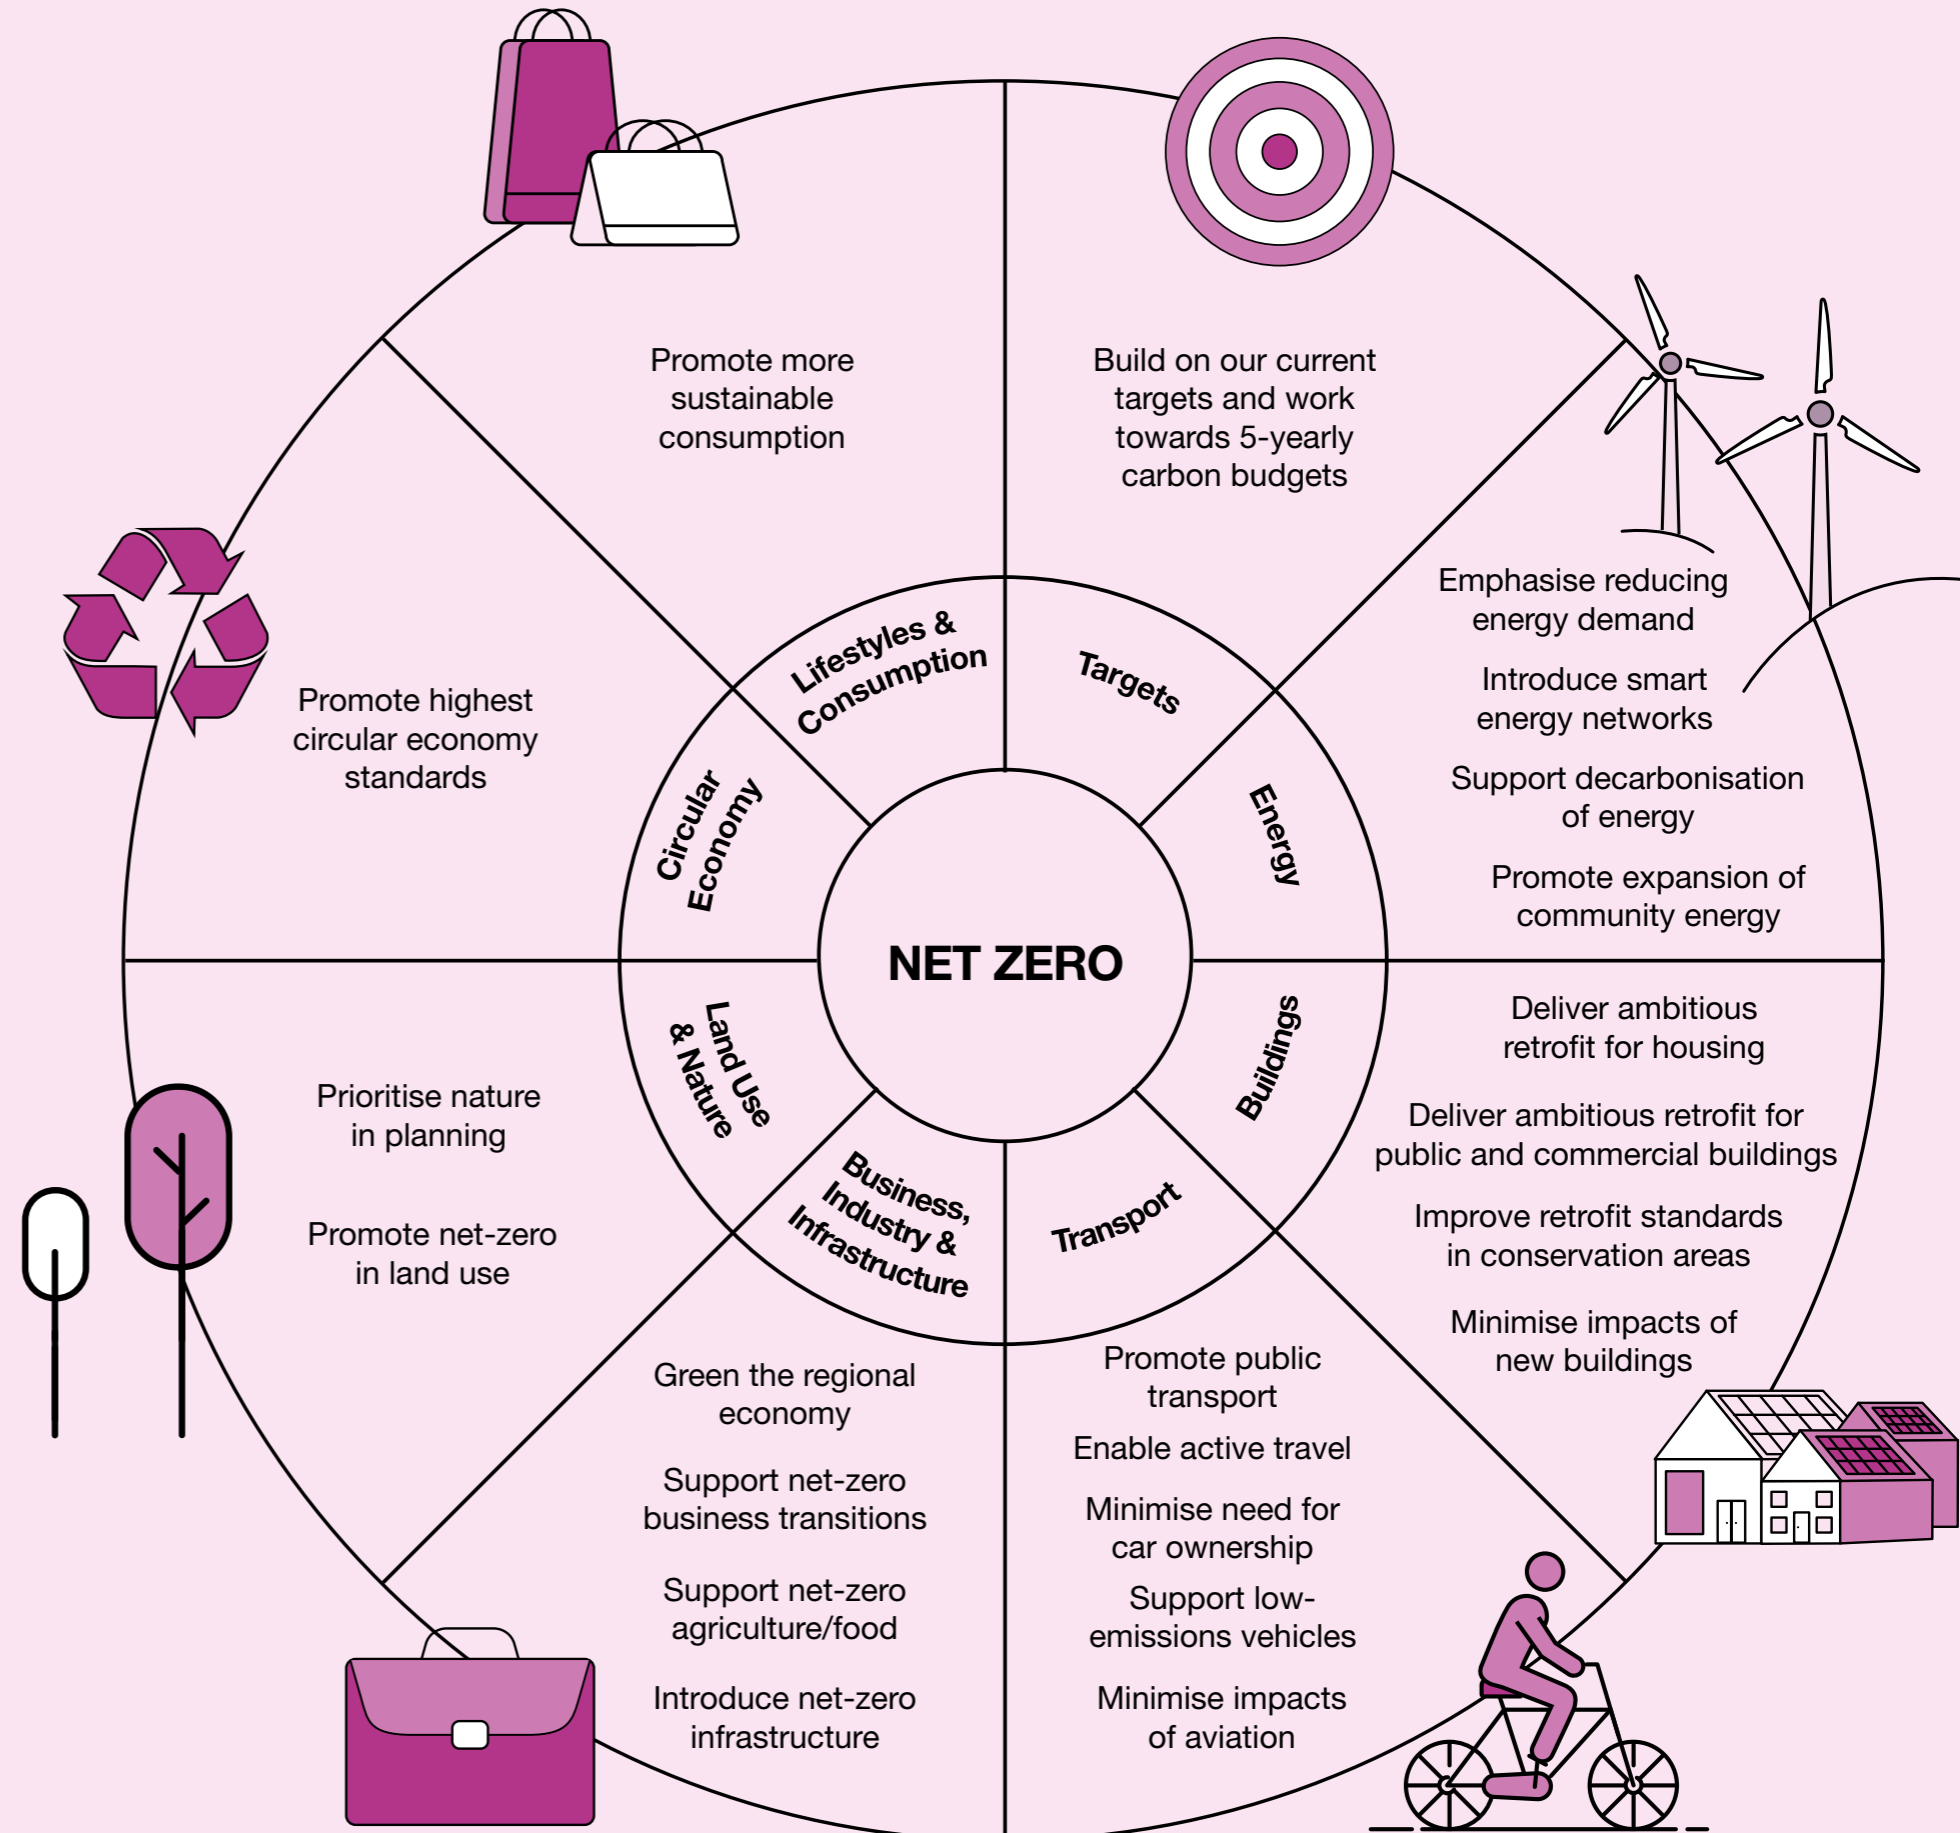 NET ZERO
Targets
Build on our current
targets and work
towards 5-yearly
carbon budgets
Energy
Emphasise reducing
energy demand
Introduce smart
energy networks
Support decarbonisation
of energy
Promote expansion of
community energy
Buildings
Deliver ambitious
retrofit for housing
Deliver ambitious retrofit for
public and commercial buildings
Improve retrofit standards
in conservation areas
Minimise impacts of
new buildings
Transport
Promote public
transport
Enable active travel
Minimise need for
car ownership
Support low-
emissions vehicles
Minimise impacts
of aviation
Business,
Industry &
Infrastructure
Green the regional
economy
Support net-zero
business transitions
Support net-zero
agriculture/food
Introduce net-zero
infrastructure
Land Use
& Nature
Prioritise nature
in planning
Promote net-zero
in land use
Circular
Economy
Promote highest
circular economy
standards
Lifestyles &
Consumption
Promote more
sustainable
consumption